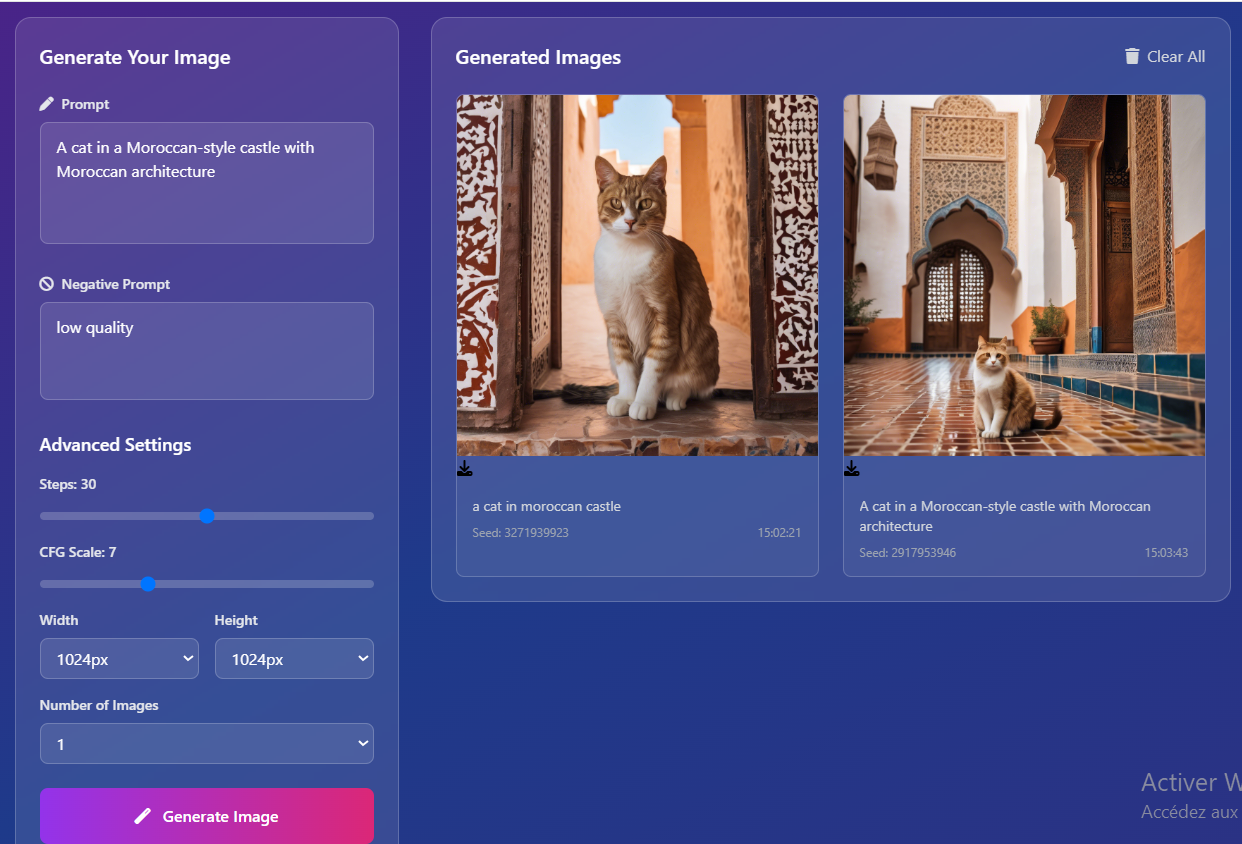 Generate Your Image
Prompt
A cat in a Moroccan-style castle with
Moroccan architecture
Negative Prompt
low quality
Advanced Settings
Steps: 30
CFG Scale: 7
Width
Height
1024px
1024px
Number of Images
1
Generate Image
Generated Images
Clear All
a cat in moroccan castle
Seed: 3271939923
15:02:21
A cat in a Moroccan-style castle with Moroccan
architecture
Seed: 2917953946
15:03:43
Activer W
Accédez aux